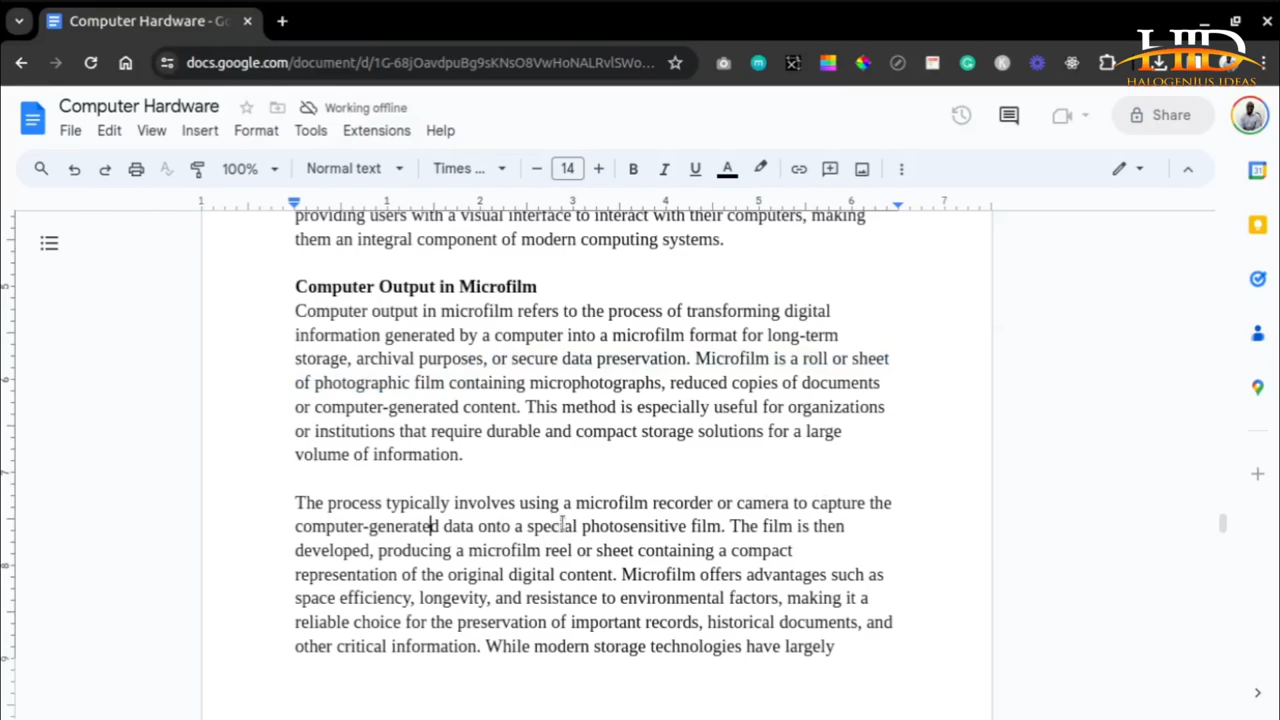 Computer Hardware - Go
HID
HALOGENIUS IDEAS
docs.google.com/document/d/1G-68jOavdpuBg9sKNsO8VwHoNALRvlSWo...
Computer Hardware
Working offline
File Edit View Insert Format Tools Extensions Help
Share
100% Normal text Times ... 14
1 1 2 3 4 5 6 7
providing users with a visual interface to interact with their computers, making
them an integral component of modern computing systems.
Computer Output in Microfilm
Computer output in microfilm refers to the process of transforming digital
information generated by a computer into a microfilm format for long-term
storage, archival purposes, or secure data preservation. Microfilm is a roll or sheet
of photographic film containing microphotographs, reduced copies of documents
or computer-generated content. This method is especially useful for organizations
or institutions that require durable and compact storage solutions for a large
volume of information.
The process typically involves using a microfilm recorder or camera to capture the
computer-generated data onto a special photosensitive film. The film is then
developed, producing a microfilm reel or sheet containing a compact
representation of the original digital content. Microfilm offers advantages such as
space efficiency, longevity, and resistance to environmental factors, making it a
reliable choice for the preservation of important records, historical documents, and
other critical information. While modern storage technologies have largely